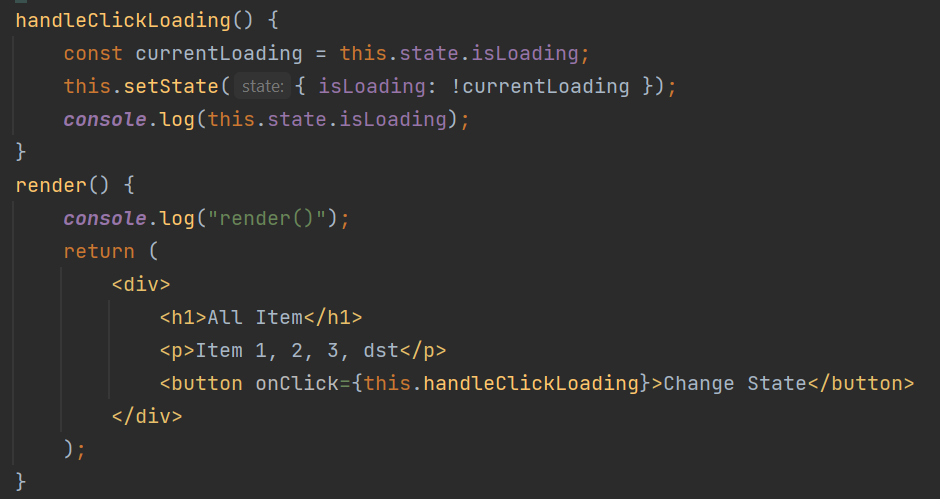 handleClickLoading() {
    const currentLoading = this.state.isLoading;
    this.setState( state: { isLoading: !currentLoading });
    console.log(this.state.isLoading);
}
render() {
    console.log("render()");
    return (
        <div>
            <h1>All Item</h1>
            <p>Item 1, 2, 3, dst</p>
            <button onClick={this.handleClickLoading}>Change State</button>
        </div>
    );
}